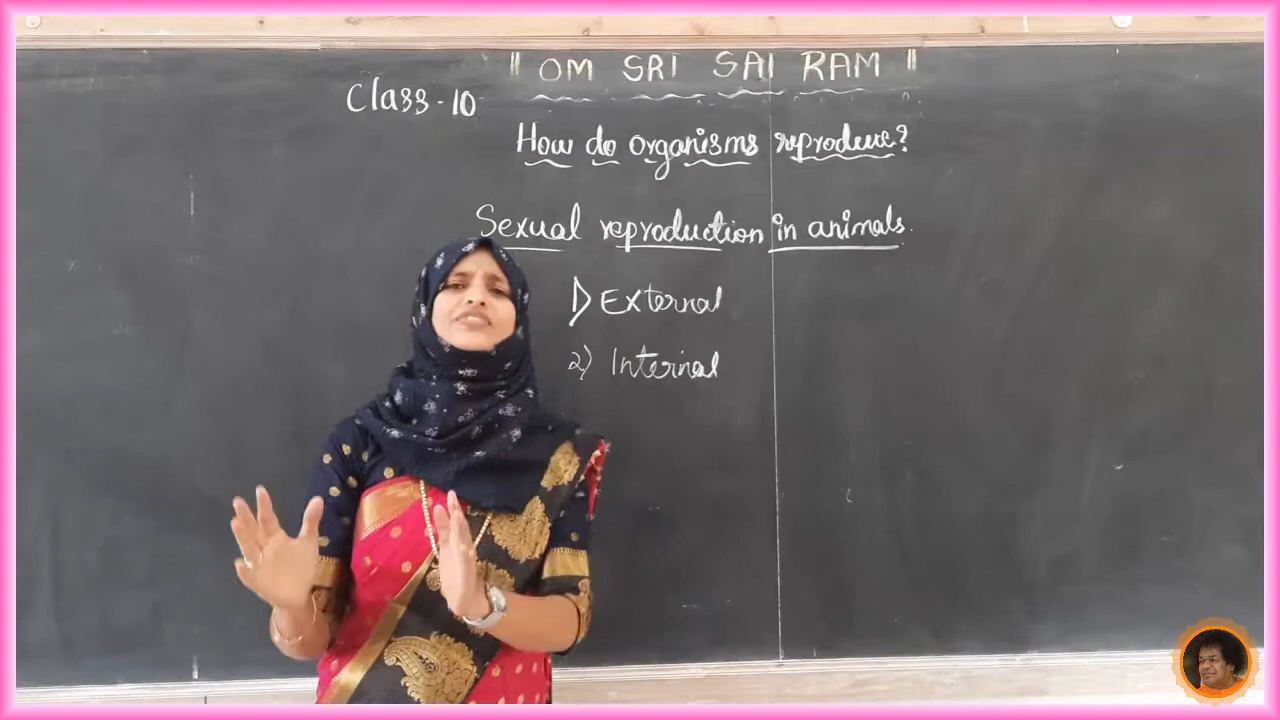 ॥ OM SRI SAI RAM ॥
Class - 10
How do organisms reproduce?
Sexual reproduction in animals.
1) External
2) Internal